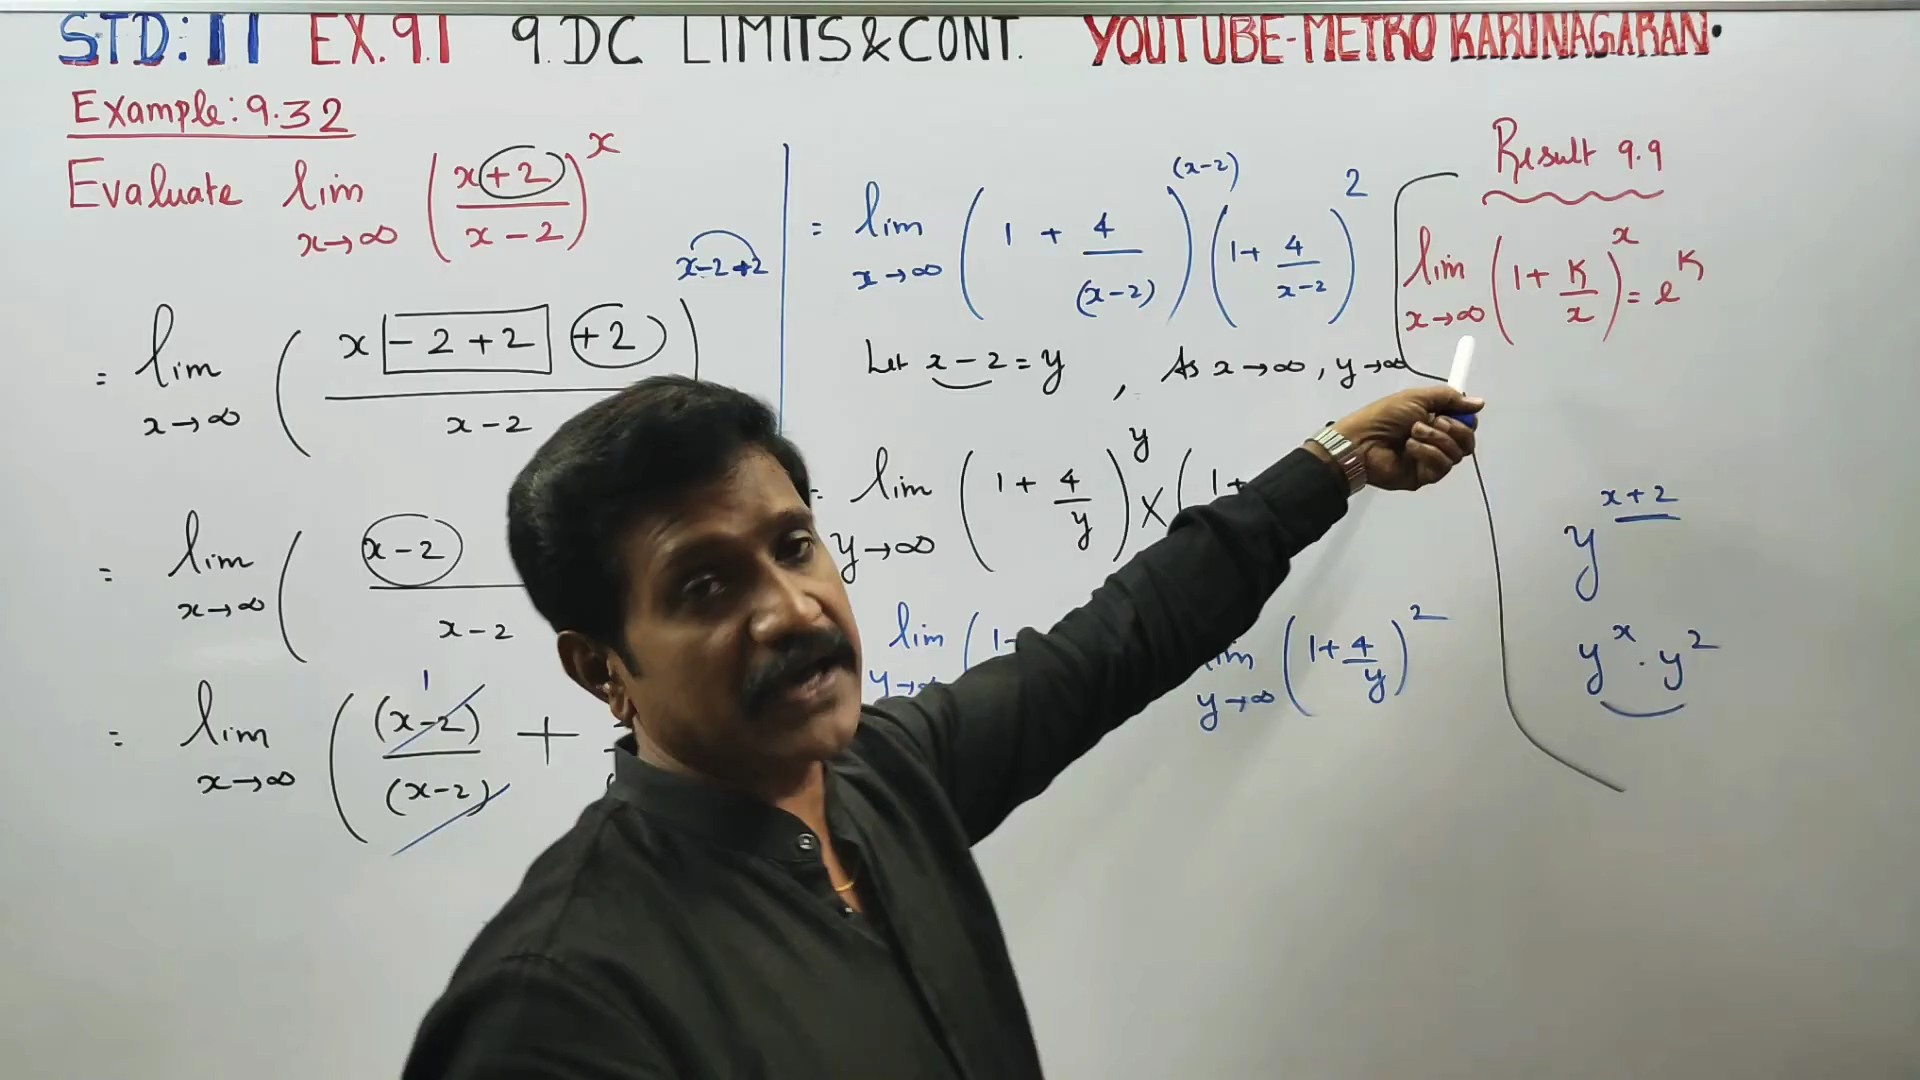 STD: 11 EX.9.1 9.DC LIMITS & CONT. YOUTUBE-METRO KARUNAGARAN.
Example: 9.32
Evaluate lim x→∞ ((x+2)/(x-2))^x
= lim x→∞ ((x -2+2 +2)/(x-2))
x-2+2
= lim x→∞ ( (x-2) / (x-2)
= lim x→∞ ( (x-2)/(x-2) 1 +
= lim x→∞ (1 + 4/(x-2))^(x-2) (1+ 4/(x-2))^2
Let x-2 = y , As x→∞, y→∞
= lim y→∞ (1 + 4/y)^y × (1+
lim y→∞ (1+ lim y→∞ (1+4/y)^2
Result 9.9
lim x→∞ (1+ K/x)^x = e^K
y^(x+2)
y^x . y^2